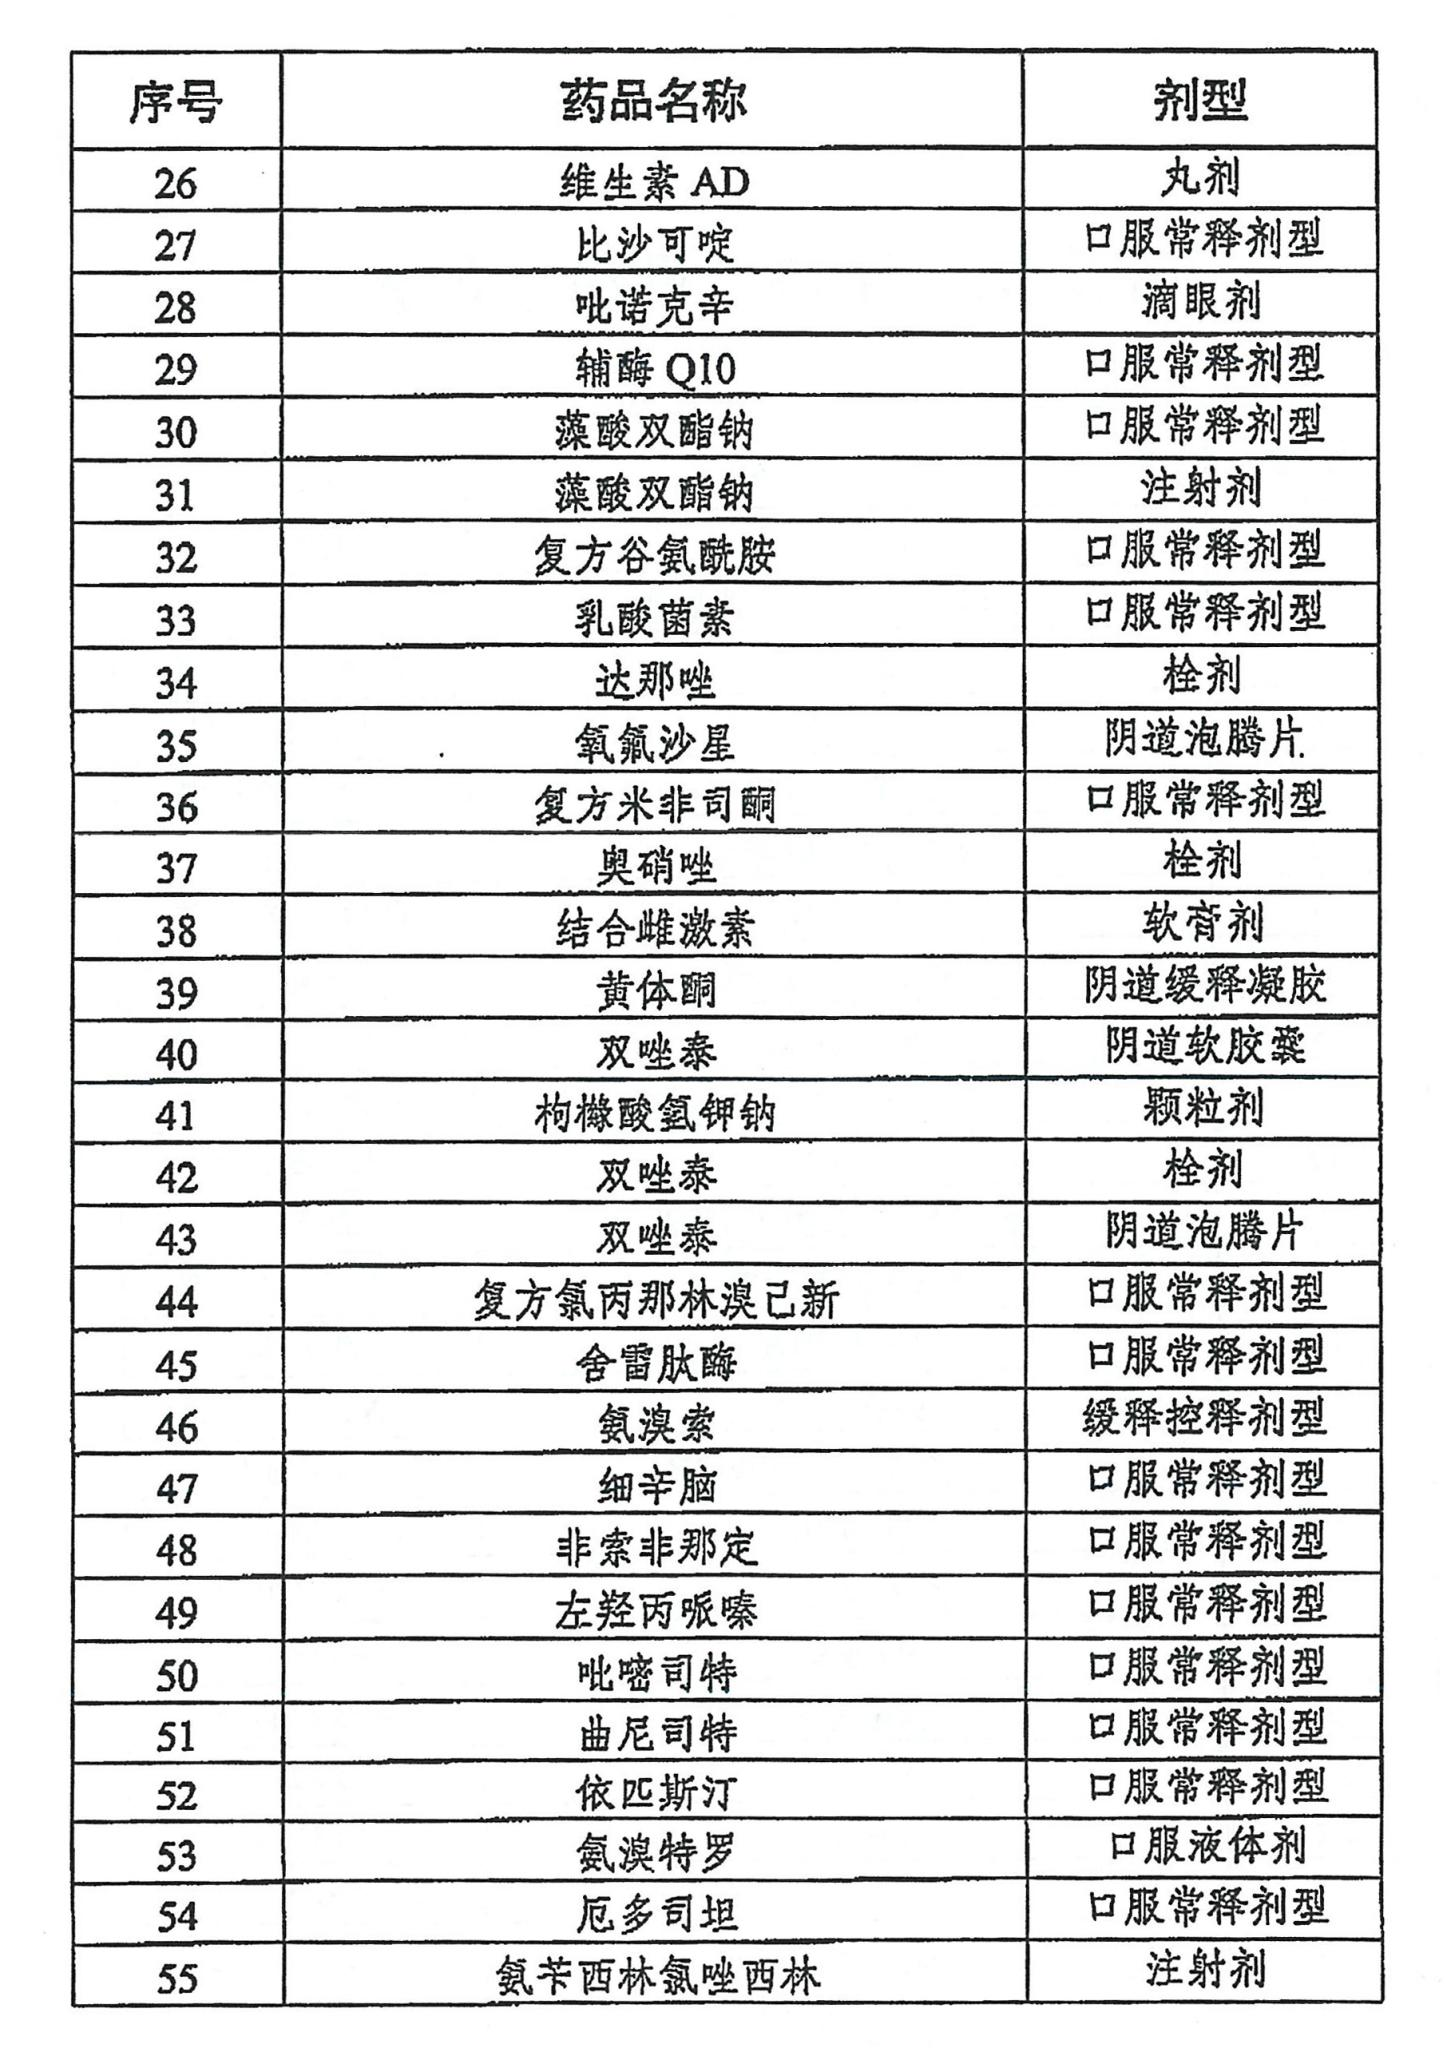 序号 药品名称 剂型
26 维生素 AD 丸剂
27 比沙可啶 口服常释剂型
28 吡诺克辛 滴眼剂
29 辅酶 Q10 口服常释剂型
30 藻酸双酯钠 口服常释剂型
31 藻酸双酯钠 注射剂
32 复方谷氨酰胺 口服常释剂型
33 乳酸菌素 口服常释剂型
34 达那唑 栓剂
35 氧氟沙星 阴道泡腾片
36 复方米非司酮 口服常释剂型
37 奥硝唑 栓剂
38 结合雌激素 软膏剂
39 黄体酮 阴道缓释凝胶
40 双唑泰 阴道软胶囊
41 枸橼酸氢钾钠 颗粒剂
42 双唑泰 栓剂
43 双唑泰 阴道泡腾片
44 复方氯丙那林溴己新 口服常释剂型
45 舍雷肽酶 口服常释剂型
46 氨溴索 缓释控释剂型
47 细辛脑 口服常释剂型
48 非索非那定 口服常释剂型
49 左羟丙哌嗪 口服常释剂型
50 吡嘧司特 口服常释剂型
51 曲尼司特 口服常释剂型
52 依匹斯汀 口服常释剂型
53 氨溴特罗 口服液体剂
54 厄多司坦 口服常释剂型
55 氨苄西林氯唑西林 注射剂